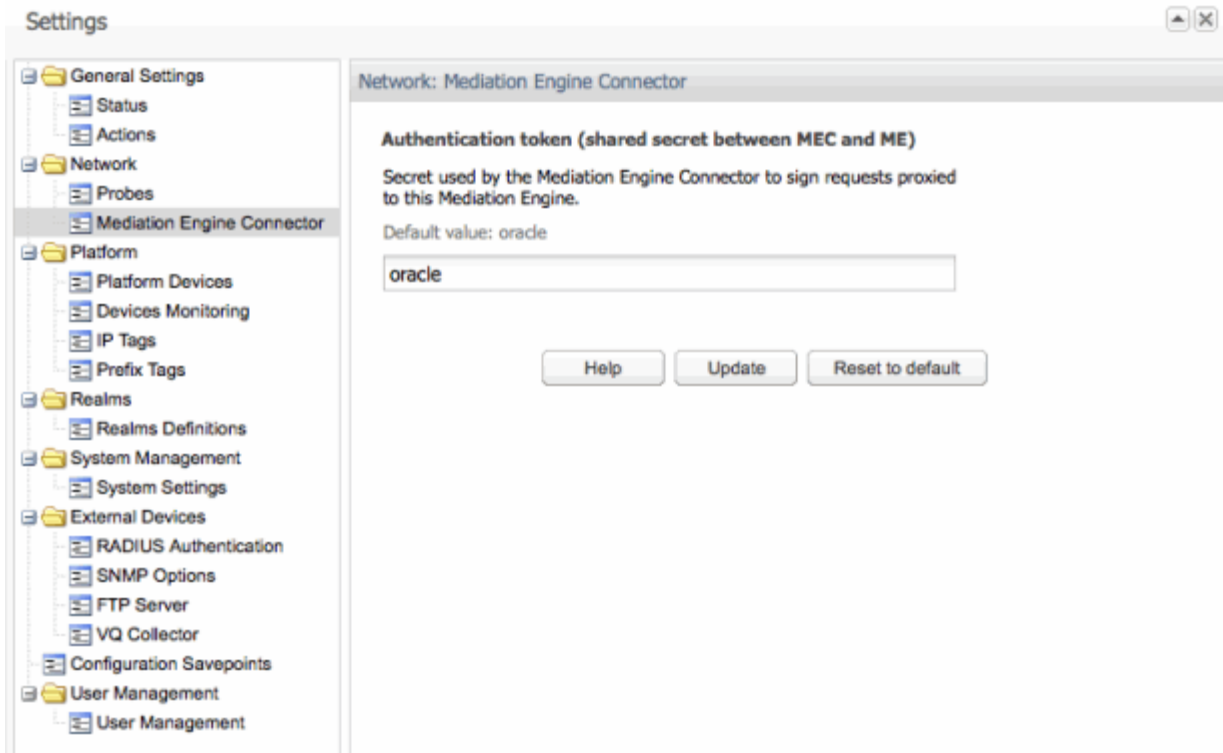 Settings
General Settings
Status
Actions
Network
Probes
Mediation Engine Connector
Platform
Platform Devices
Devices Monitoring
IP Tags
Prefix Tags
Realms
Realms Definitions
System Management
System Settings
External Devices
RADIUS Authentication
SNMP Options
FTP Server
VQ Collector
Configuration Savepoints
User Management
User Management
Network: Mediation Engine Connector
Authentication token (shared secret between MEC and ME)
Secret used by the Mediation Engine Connector to sign requests proxied
to this Mediation Engine.
Default value: oracle
oracle
Help Update Reset to default